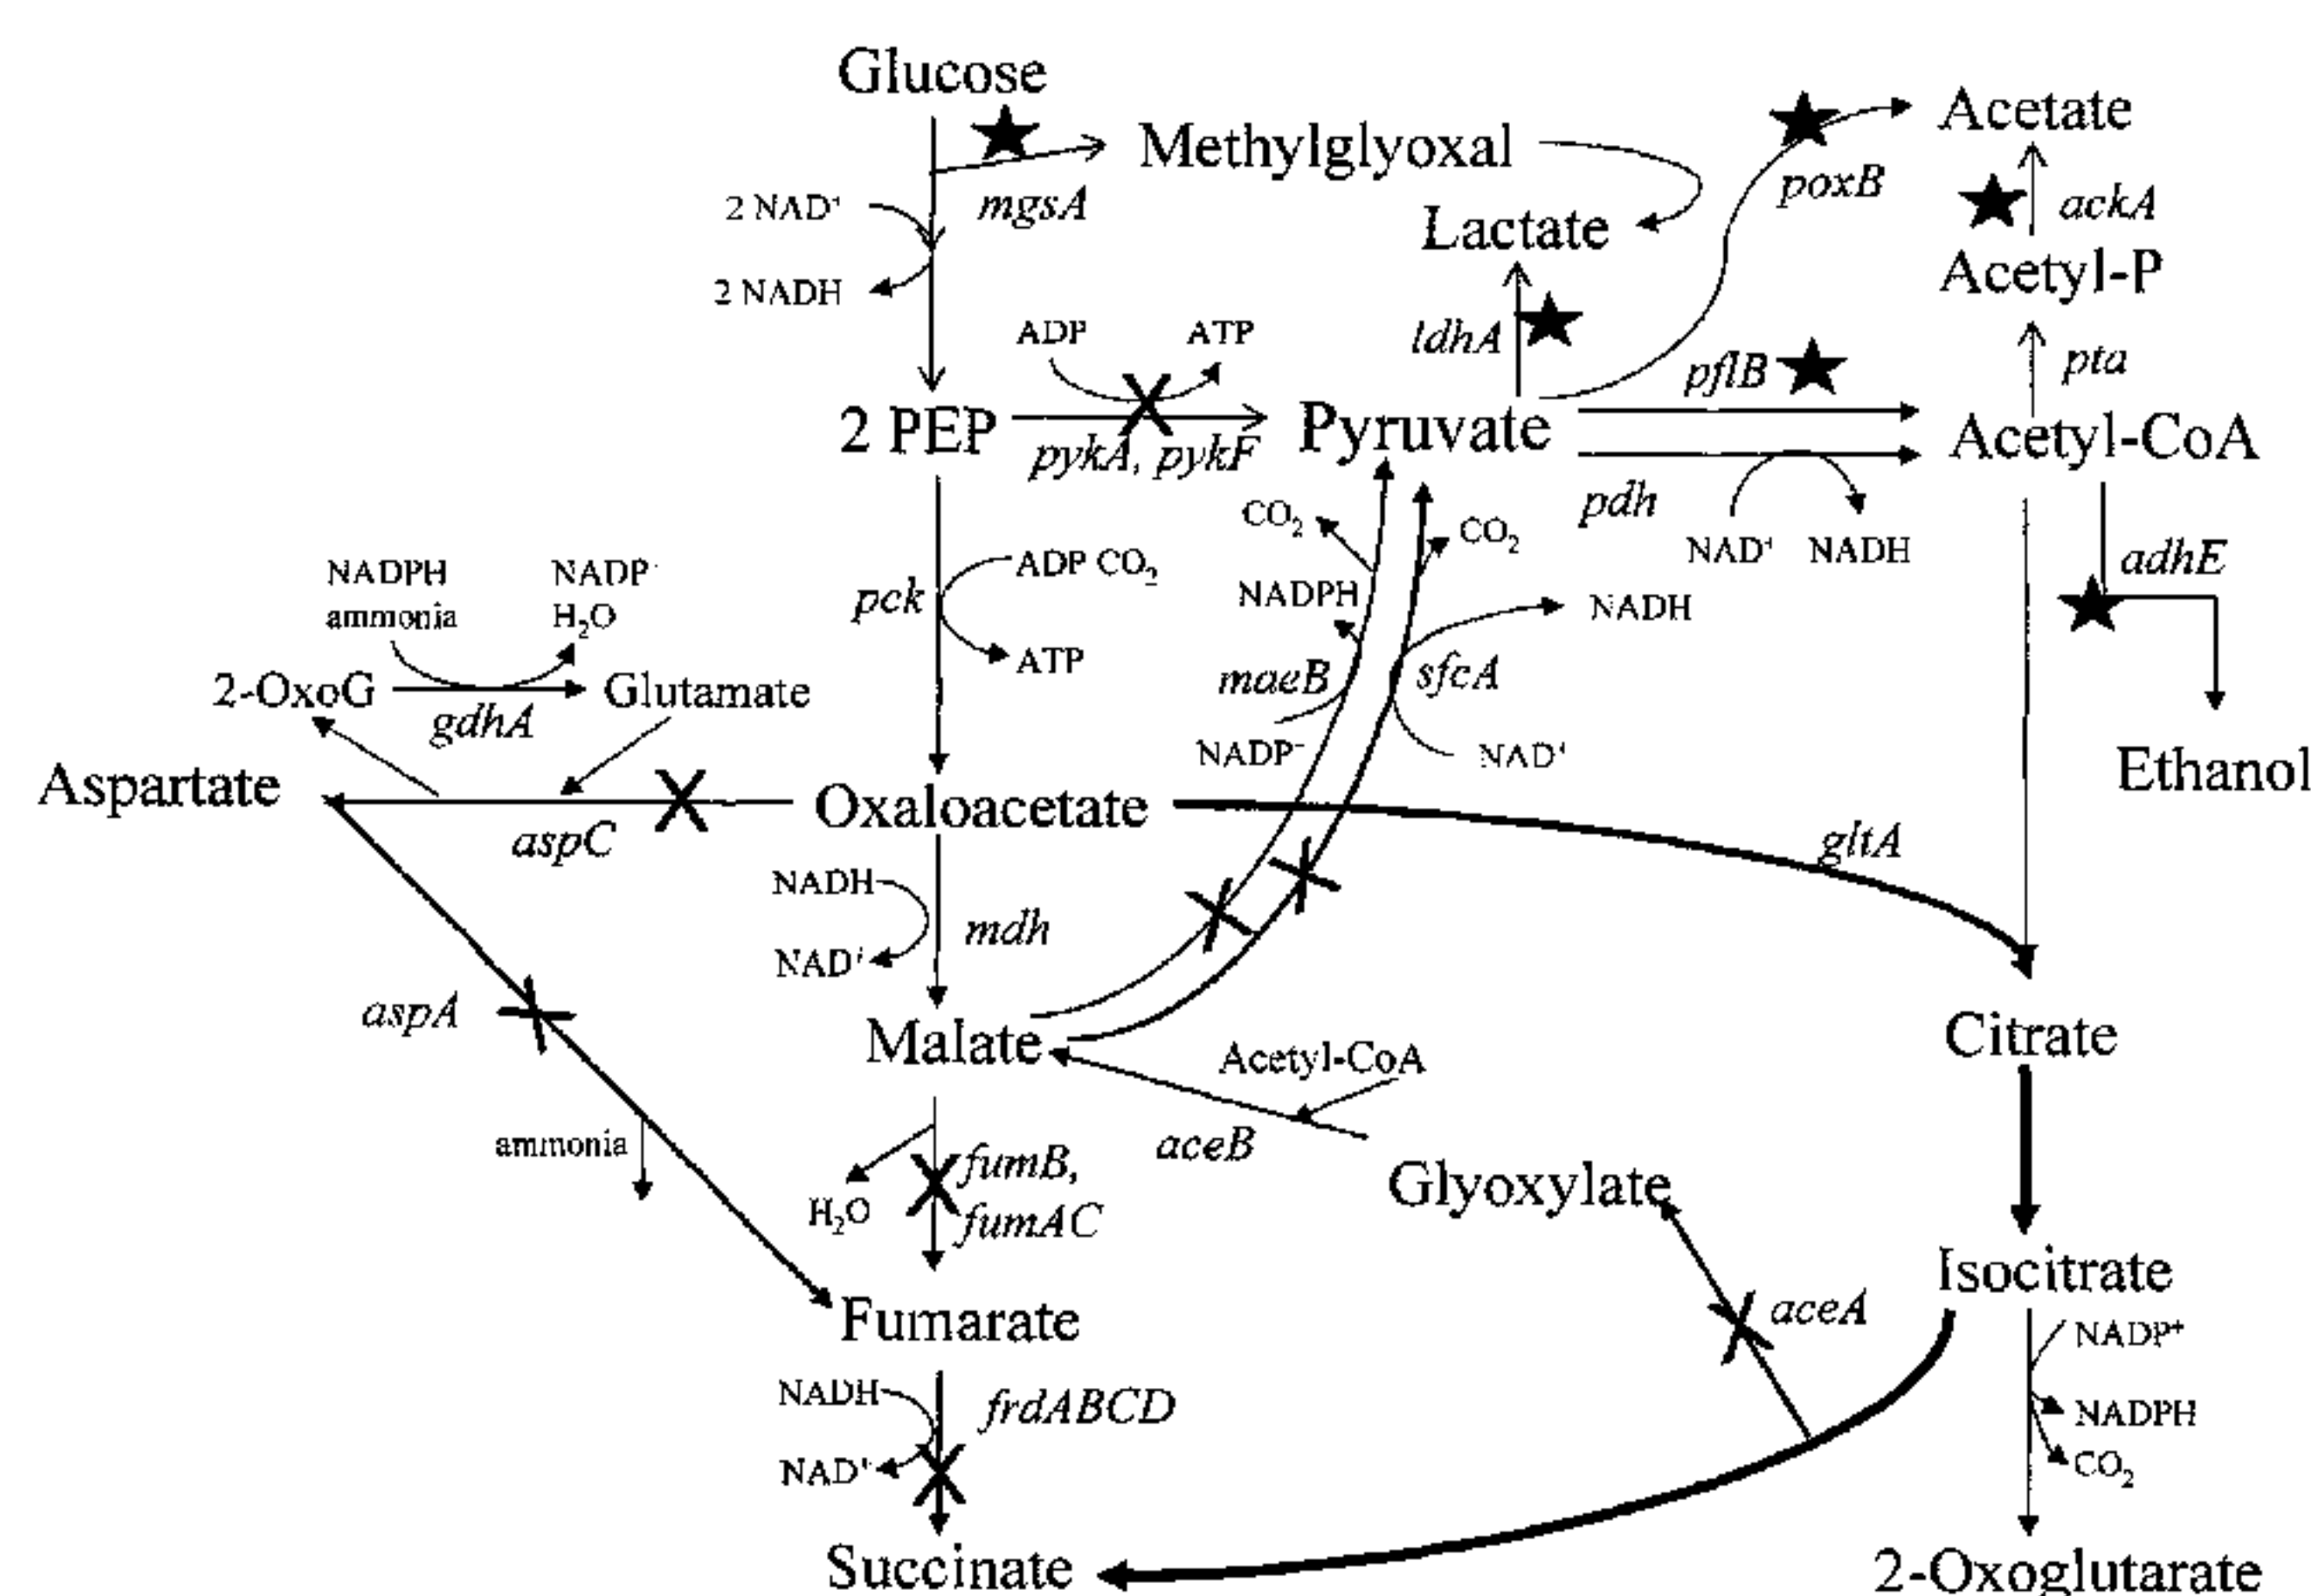 Glucose
Acetate
Methylglyoxal
poxB
2 NAD⁺
mgsA
Lactate
ackA
Acetyl-P
2 NADH
ADP
ATP
ldhA
pflB
pta
2 PEP
Pyruvate
Acetyl-CoA
pykA, pykF
pdh
CO₂
CO₂
NAD⁺
NADH
adhE
NADPH
NADP⁺
ADP CO₂
pck
ammonia
H₂O
NADPH
NADH
ATP
2-OxoG
Glutamate
maeB
sfcA
gdhA
NADP⁺
NAD⁺
Aspartate
Oxaloacetate
Ethanol
aspC
gltA
NADH
mdh
NAD⁺
aspA
Malate
Acetyl-CoA
Citrate
ammonia
fumB,
aceB
H₂O
fumAC
Glyoxylate
Isocitrate
Fumarate
aceA
NADP⁺
NADH
frdABCD
NADPH
NAD⁺
CO₂
Succinate
2-Oxoglutarate